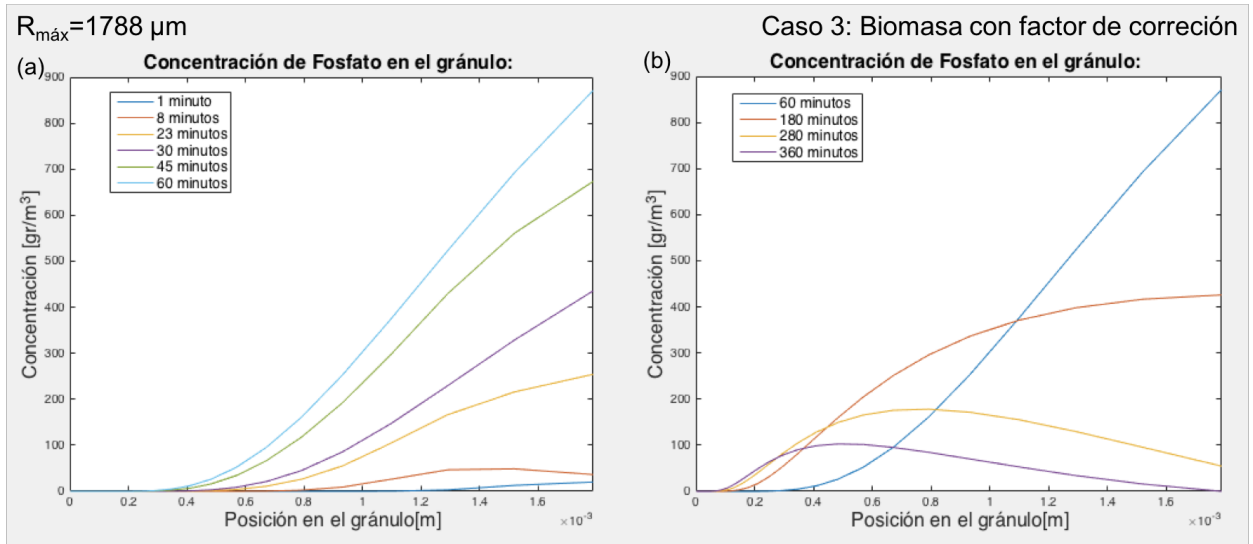 Rmáx=1788 µm
Caso 3: Biomasa con factor de correción
(a)
Concentración de Fosfato en el gránulo:
900
800
700
600
500
400
300
200
100
0
Concentración [gr/m³]
1 minuto
8 minutos
23 minutos
30 minutos
45 minutos
60 minutos
0 0.2 0.4 0.6 0.8 1 1.2 1.4 1.6
×10⁻³
Posición en el gránulo[m]
(b)
Concentración de Fosfato en el gránulo:
900
800
700
600
500
400
300
200
100
0
Concentración [gr/m³]
60 minutos
180 minutos
280 minutos
360 minutos
0 0.2 0.4 0.6 0.8 1 1.2 1.4 1.6
×10⁻³
Posición en el gránulo[m]